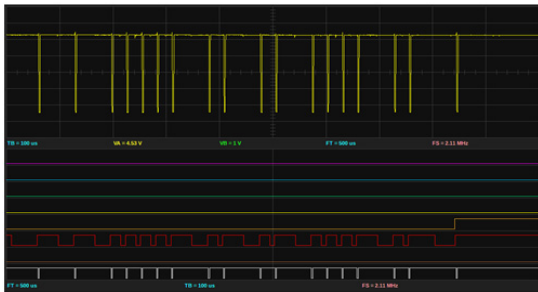 TB = 100 us VA = 4.53 V VB = 1 V FT = 500 us FS = 2.11 MHz
FT = 500 us TB = 100 us FS = 2.11 MHz